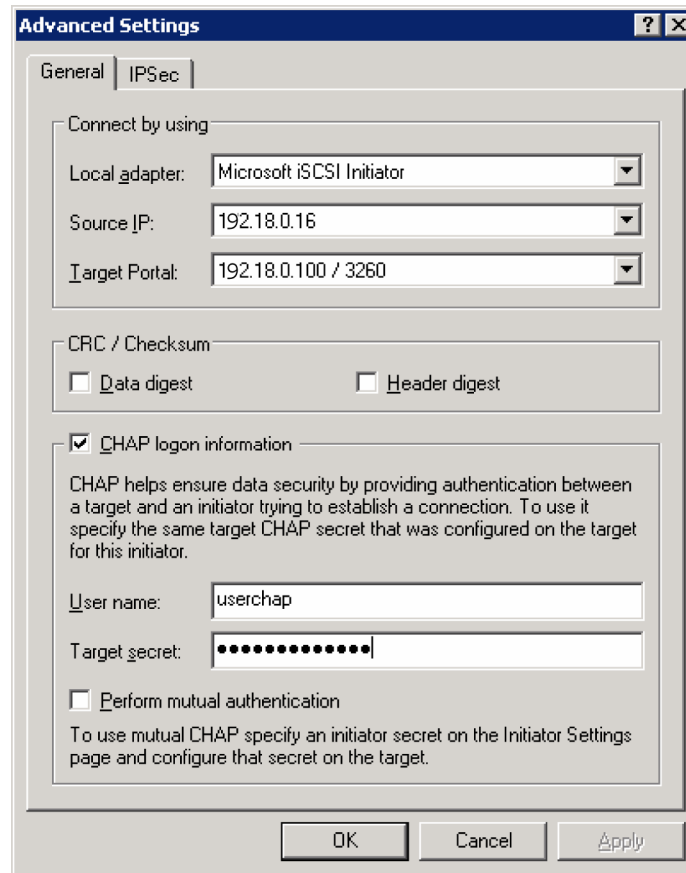 Advanced Settings
General IPSec
Connect by using
Local adapter: Microsoft iSCSI Initiator
Source IP: 192.18.0.16
Target Portal: 192.18.0.100 / 3260
CRC / Checksum
Data digest Header digest
CHAP logon information
CHAP helps ensure data security by providing authentication between
a target and an initiator trying to establish a connection. To use it
specify the same target CHAP secret that was configured on the target
for this initiator.
User name: userchap
Target secret: •••••••••••••
Perform mutual authentication
To use mutual CHAP specify an initiator secret on the Initiator Settings
page and configure that secret on the target.
OK Cancel Apply